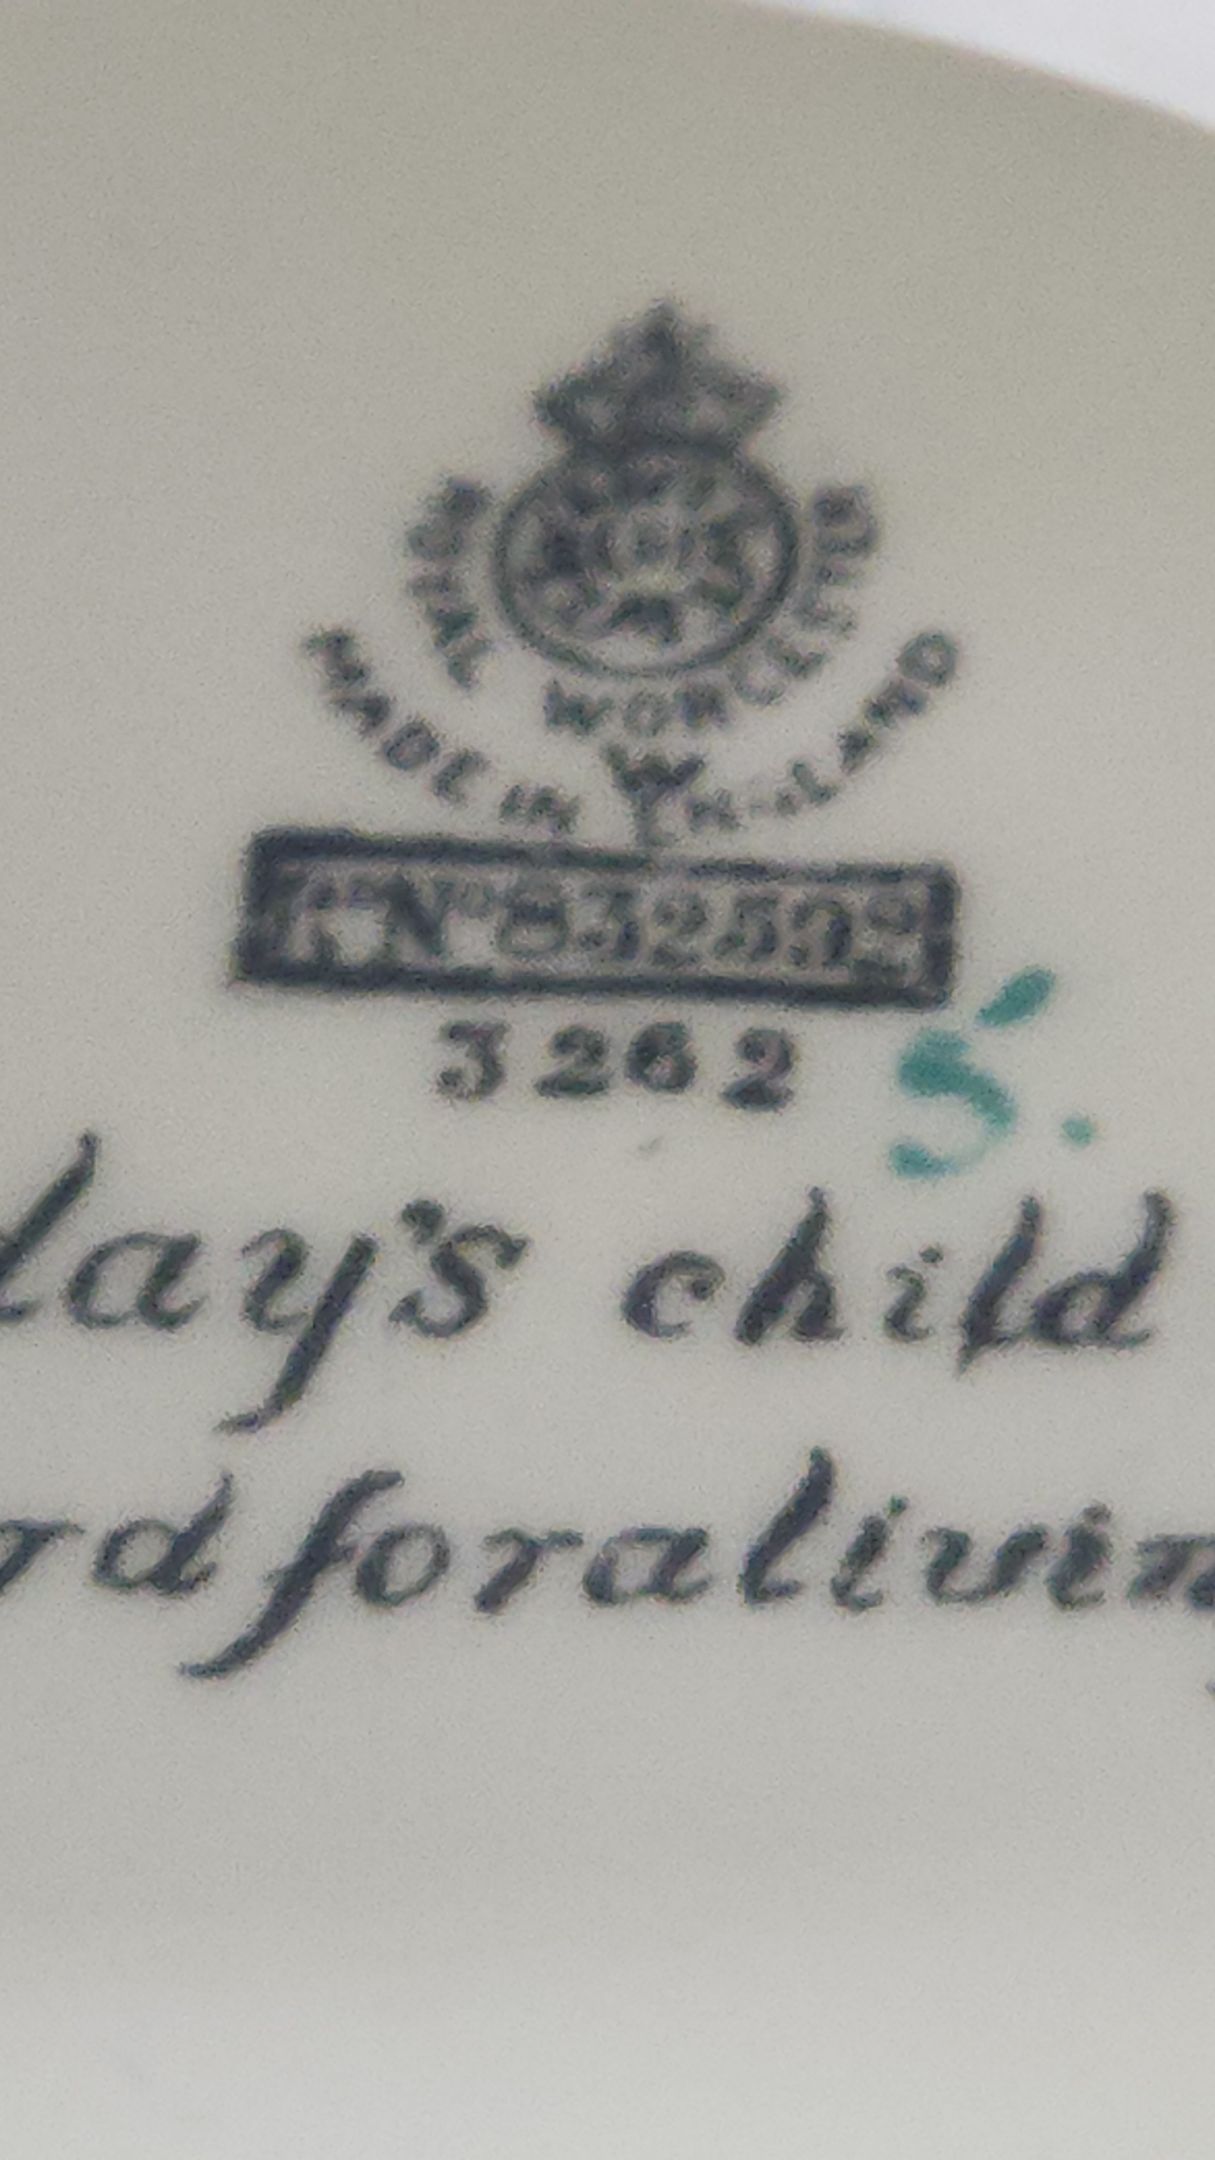 ROYAL WORCESTER
MADE IN ENGLAND
W
3262
5.
day's child
rd for a living